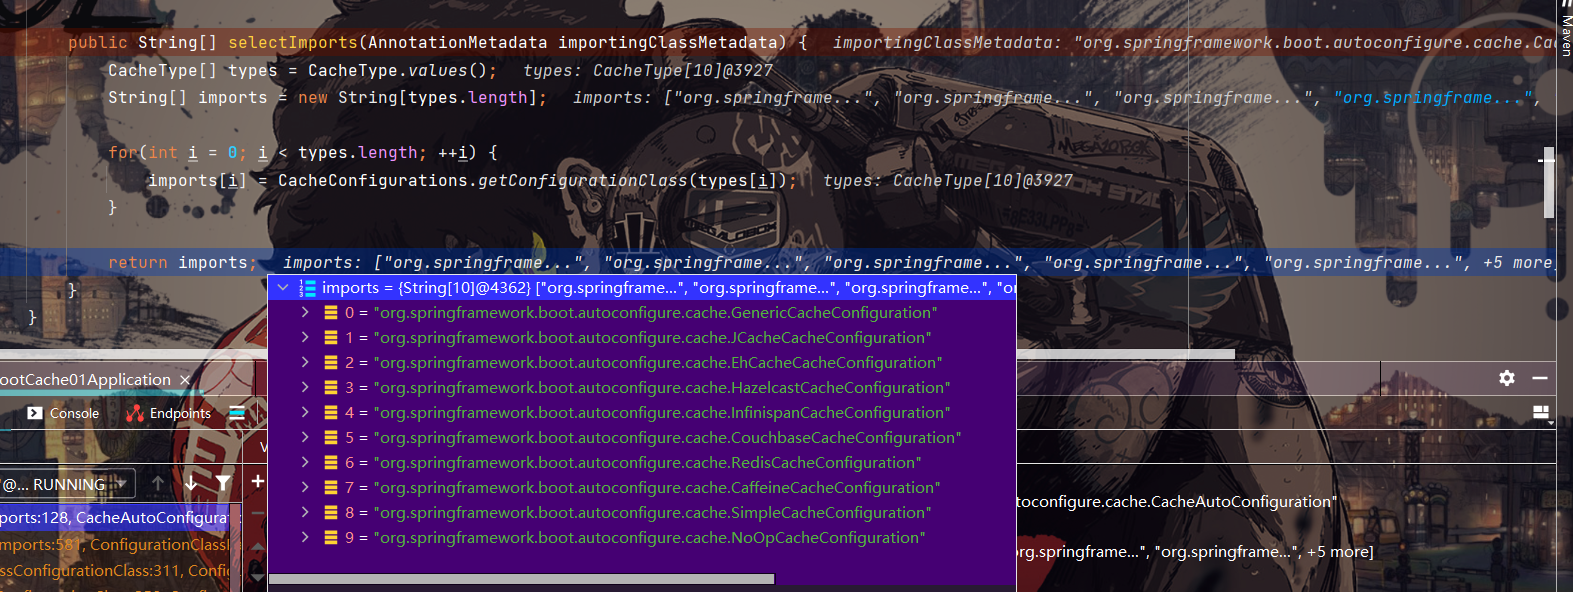 public String[] selectImports(AnnotationMetadata importingClassMetadata) { importingClassMetadata: "org.springframework.boot.autoconfigure.cache.Ca
Maven
CacheType[] types = CacheType.values(); types: CacheType[10]@3927
String[] imports = new String[types.length]; imports: ["org.springframe...", "org.springframe...", "org.springframe...", "org.springframe...",
for(int i = 0; i < types.length; ++i) {
imports[i] = CacheConfigurations.getConfigurationClass(types[i]); types: CacheType[10]@3927
}
return imports; imports: ["org.springframe...", "org.springframe...", "org.springframe...", "org.springframe...", "org.springframe...", +5 more]
}
}
imports = {String[10]@4362} ["org.springframe...", "org.springframe...", "org.springframe...", "or
0 = "org.springframework.boot.autoconfigure.cache.GenericCacheConfiguration"
1 = "org.springframework.boot.autoconfigure.cache.JCacheCacheConfiguration"
2 = "org.springframework.boot.autoconfigure.cache.EhCacheCacheConfiguration"
3 = "org.springframework.boot.autoconfigure.cache.HazelcastCacheConfiguration"
4 = "org.springframework.boot.autoconfigure.cache.InfinispanCacheConfiguration"
5 = "org.springframework.boot.autoconfigure.cache.CouchbaseCacheConfiguration"
6 = "org.springframework.boot.autoconfigure.cache.RedisCacheConfiguration"
7 = "org.springframework.boot.autoconfigure.cache.CaffeineCacheConfiguration"
8 = "org.springframework.boot.autoconfigure.cache.SimpleCacheConfiguration"
9 = "org.springframework.boot.autoconfigure.cache.NoOpCacheConfiguration"
ootCache01Application ×
Console Endpoints
"@... RUNNING
ports:128, CacheAutoConfigurat
mports:581, ConfigurationClassI
ssConfigurationClass:311, Confi
toconfigure.cache.CacheAutoConfiguration"
org.springframe...", "org.springframe...", +5 more]